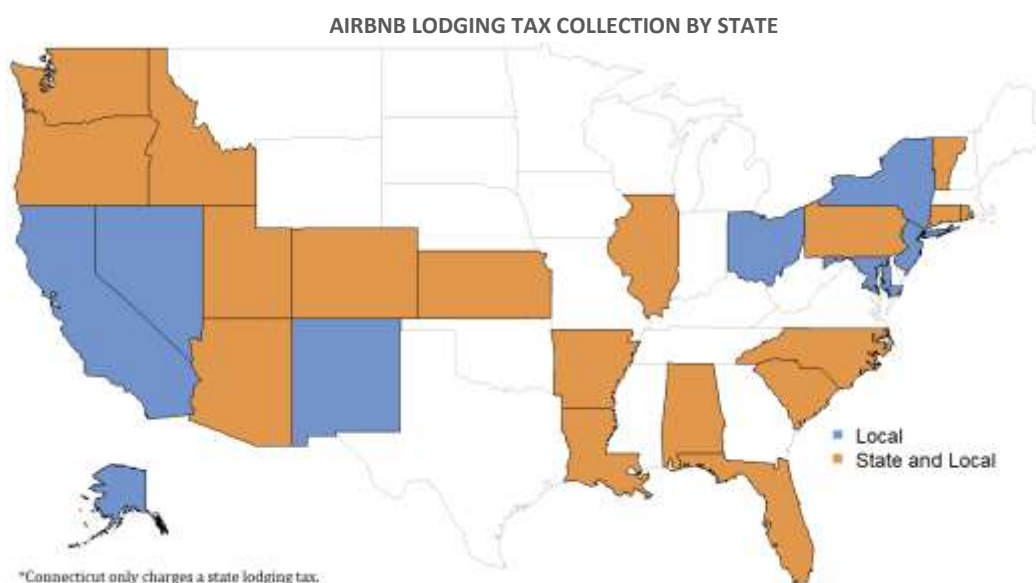 AIRBNB LODGING TAX COLLECTION BY STATE
Local
State and Local
*Connecticut only charges a state lodging tax.